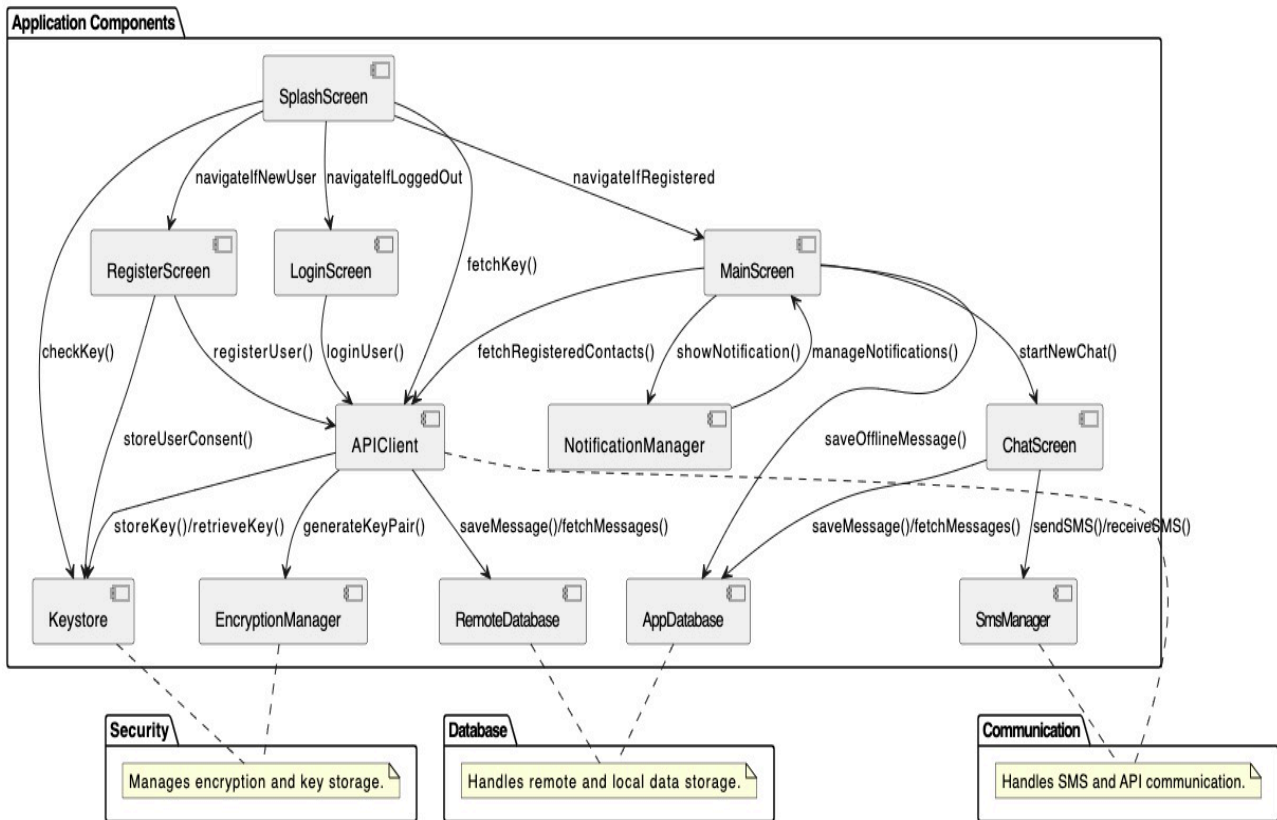 Application Components
SplashScreen
navigateIfNewUser
navigateIfLoggedOut
navigateIfRegistered
RegisterScreen
LoginScreen
fetchKey()
MainScreen
checkKey()
registerUser()
loginUser()
fetchRegisteredContacts()
showNotification()
manageNotifications()
startNewChat()
storeUserConsent()
APIClient
NotificationManager
saveOfflineMessage()
ChatScreen
storeKey()/retrieveKey()
generateKeyPair()
saveMessage()/fetchMessages()
saveMessage()/fetchMessages()
sendSMS()/receiveSMS()
Keystore
EncryptionManager
RemoteDatabase
AppDatabase
SmsManager
Security
Manages encryption and key storage.
Database
Handles remote and local data storage.
Communication
Handles SMS and API communication.